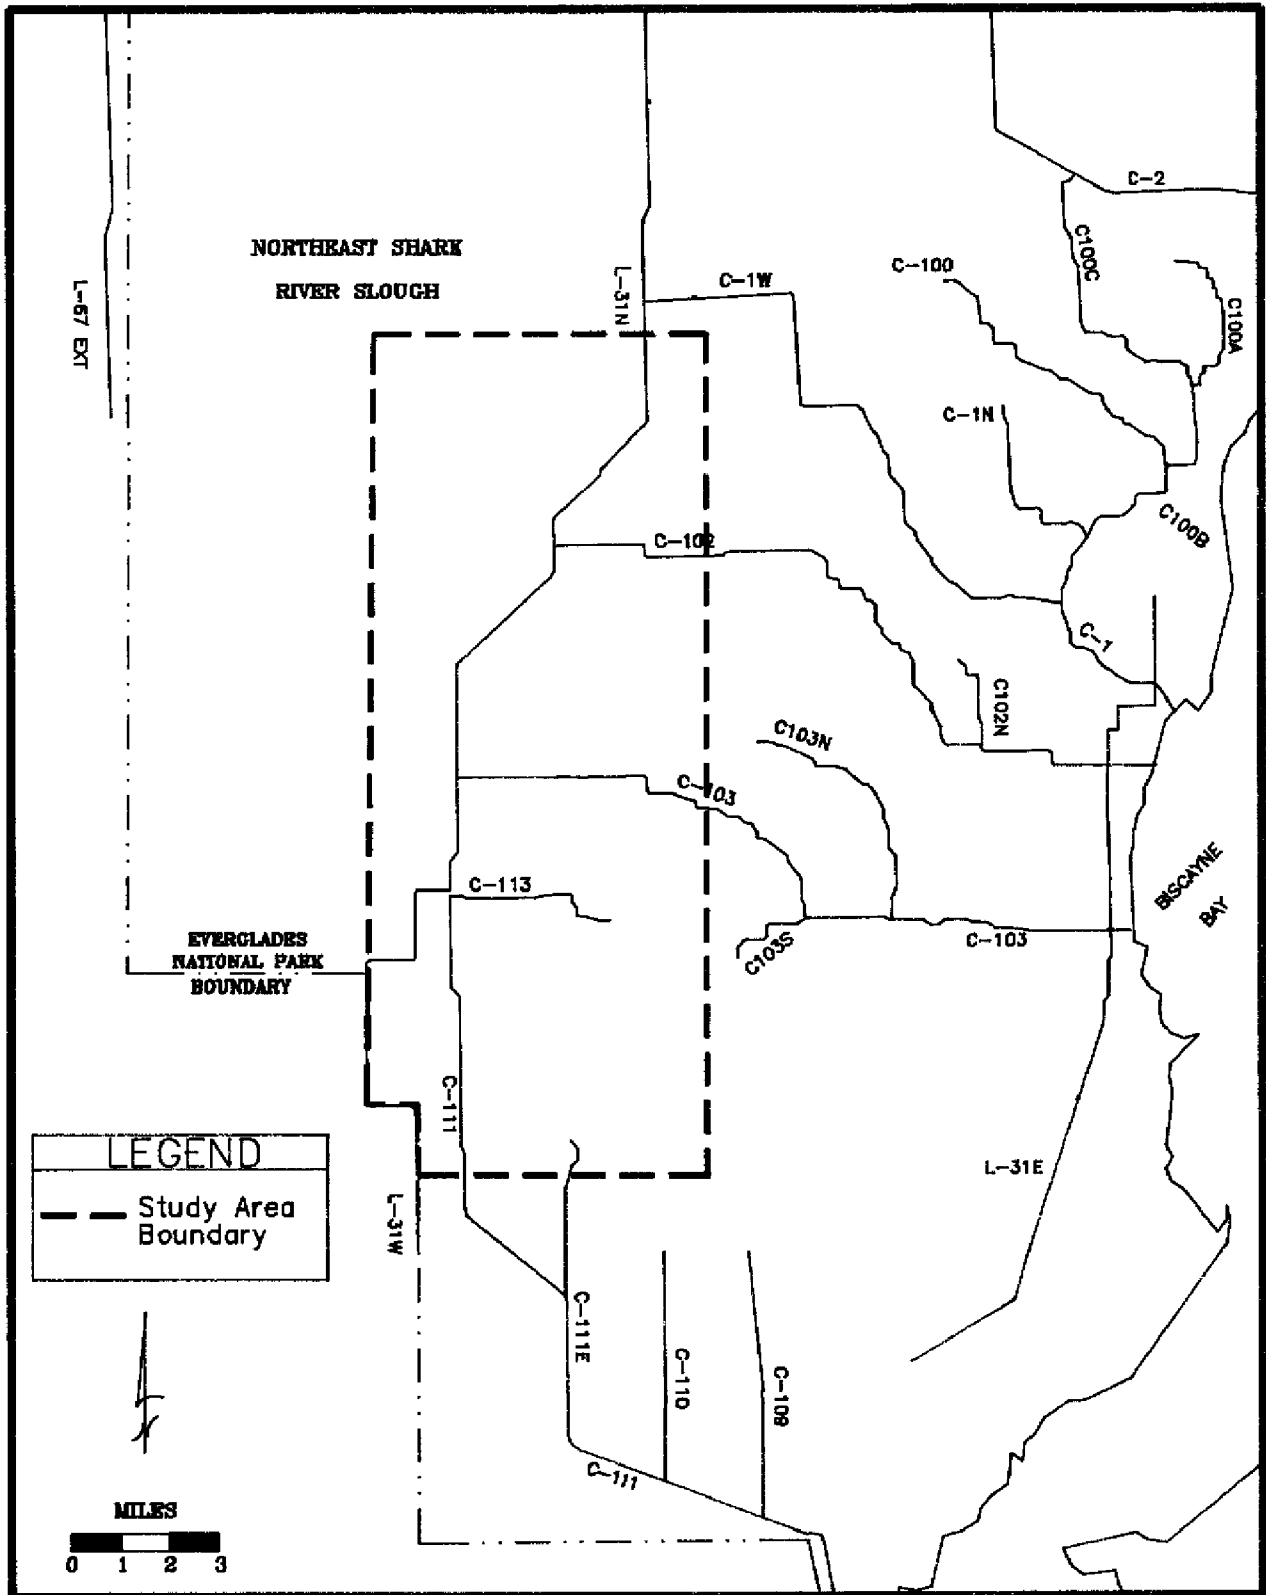 C-2
C100C
NORTHEAST SHARK
RIVER SLOUGH
C-100
C-1W
L-31N
L-67 EXT
C100A
C-1N
C100B
C-102
C-1
C102N
C103N
C-103
BISCAYNE
BAY
C-113
EVERGLADES
NATIONAL PARK
BOUNDARY
C103S
C-103
C-111
LEGEND
Study Area
Boundary
L-31W
L-31E
C-111E
C-110
C-109
C-111
MILES
0 1 2 3